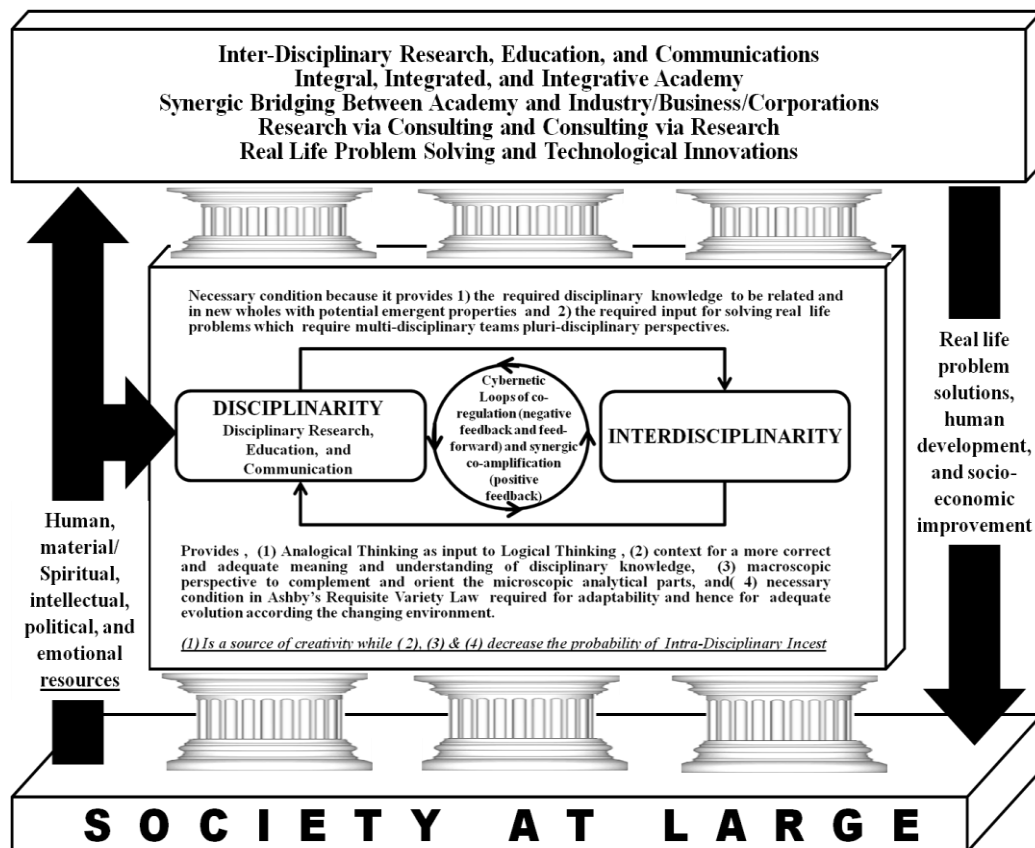 Inter-Disciplinary Research, Education, and Communications
Integral, Integrated, and Integrative Academy
Synergic Bridging Between Academy and Industry/Business/Corporations
Research via Consulting and Consulting via Research
Real Life Problem Solving and Technological Innovations
Necessary condition because it provides 1) the required disciplinary knowledge to be related and
in new wholes with potential emergent properties and 2) the required input for solving real life
problems which require multi-disciplinary teams pluri-disciplinary perspectives.
DISCIPLINARITY
Disciplinary Research,
Education, and
Communication
Cybernetic
Loops of co-
regulation (negative
feedback and feed-
forward) and synergic
co-amplification
(positive
feedback)
INTERDISCIPLINARITY
Provides , (1) Analogical Thinking as input to Logical Thinking , (2) context for a more correct
and adequate meaning and understanding of disciplinary knowledge, (3) macroscopic
perspective to complement and orient the microscopic analytical parts, and( 4) necessary
condition in Ashby's Requisite Variety Law required for adaptability and hence for adequate
evolution according the changing environment.
(1) Is a source of creativity while ( 2), (3) & (4) decrease the probability of Intra-Disciplinary Incest
Human,
material/
Spiritual,
intellectual,
political, and
emotional
resources
Real life
problem
solutions,
human
development,
and socio-
economic
improvement
SOCIETY AT LARGE